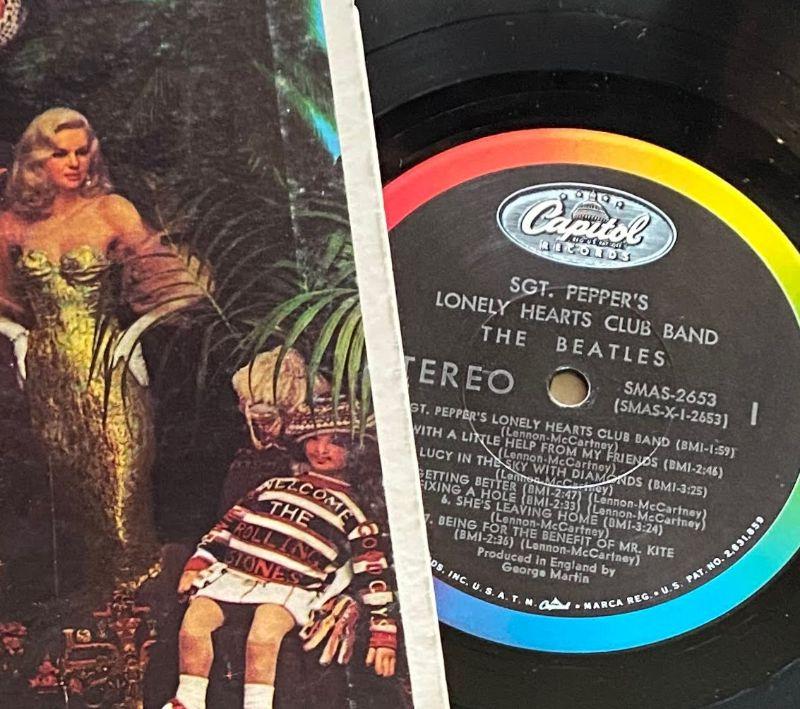 WELCOME
THE
ROLLING
STONES
GOOD GUYS
Capitol
RECORDS
SGT. PEPPER'S
LONELY HEARTS CLUB BAND
THE BEATLES
TEREO
SMAS-2653
(SMAS-X-1-2653)
1
GT. PEPPER'S LONELY HEARTS CLUB BAND (BMI-1:59)
(Lennon-McCartney)
WITH A LITTLE HELP FROM MY FRIENDS (BMI-2:46)
(Lennon-McCartney)
LUCY IN THE SKY WITH DIAMONDS (BMI-3:25)
(Lennon-McCartney)
GETTING BETTER (BMI-2:47) (Lennon-McCartney)
FIXING A HOLE (BMI-2:33) (Lennon-McCartney)
6. SHE'S LEAVING HOME (BMI-3:24)
(Lennon-McCartney)
7. BEING FOR THE BENEFIT OF MR. KITE
(BMI-2:36) (Lennon-McCartney)
Produced in England by
George Martin
DS, INC. U.S.A. T.M. Capitol • MARCA REG. • U.S. PAT. NO. 2,631,859